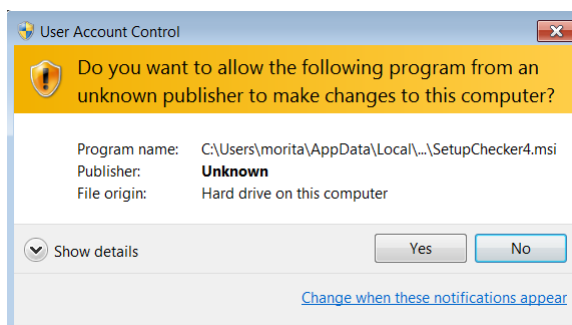 User Account Control
Do you want to allow the following program from an
unknown publisher to make changes to this computer?
Program name: C:\Users\morita\AppData\Local\...\SetupChecker4.msi
Publisher: Unknown
File origin: Hard drive on this computer
Show details
Yes
No
Change when these notifications appear